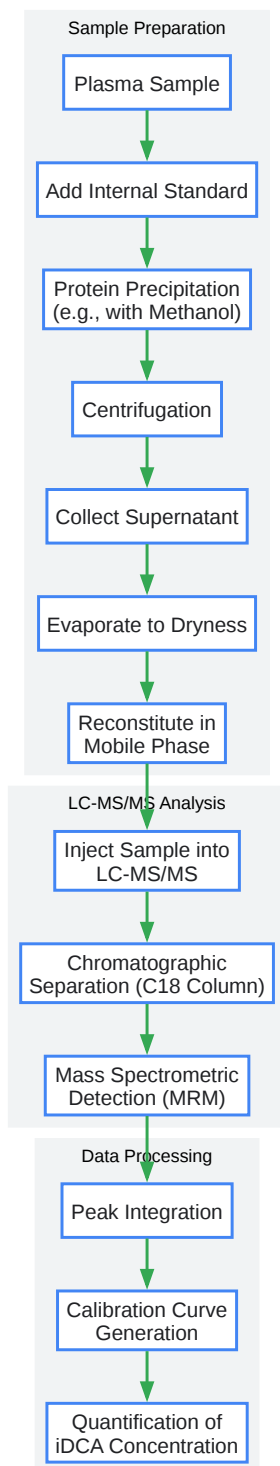 Sample Preparation
Plasma Sample
Add Internal Standard
Protein Precipitation
(e.g., with Methanol)
Centrifugation
Collect Supernatant
Evaporate to Dryness
Reconstitute in
Mobile Phase
LC-MS/MS Analysis
Inject Sample into
LC-MS/MS
Chromatographic
Separation (C18 Column)
Mass Spectrometric
Detection (MRM)
Data Processing
Peak Integration
Calibration Curve
Generation
Quantification of
iDCA Concentration